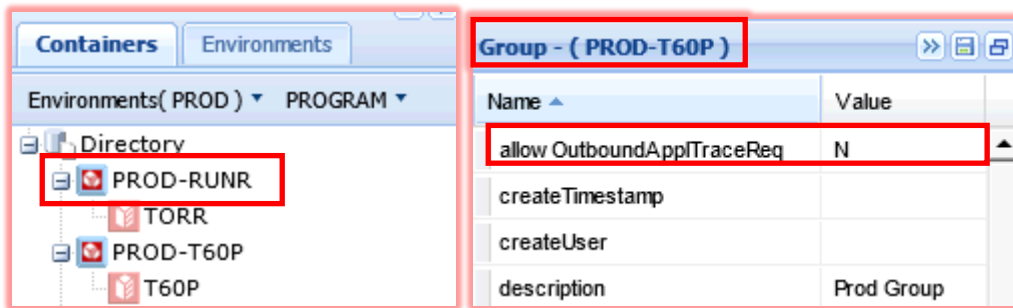 Containers Environments
Environments( PROD ) PROGRAM
Directory
PROD-RUNR
TORR
PROD-T60P
T60P
Group - ( PROD-T60P )
Name Value
allow OutboundApplTraceReq N
createTimestamp
createUser
description Prod Group